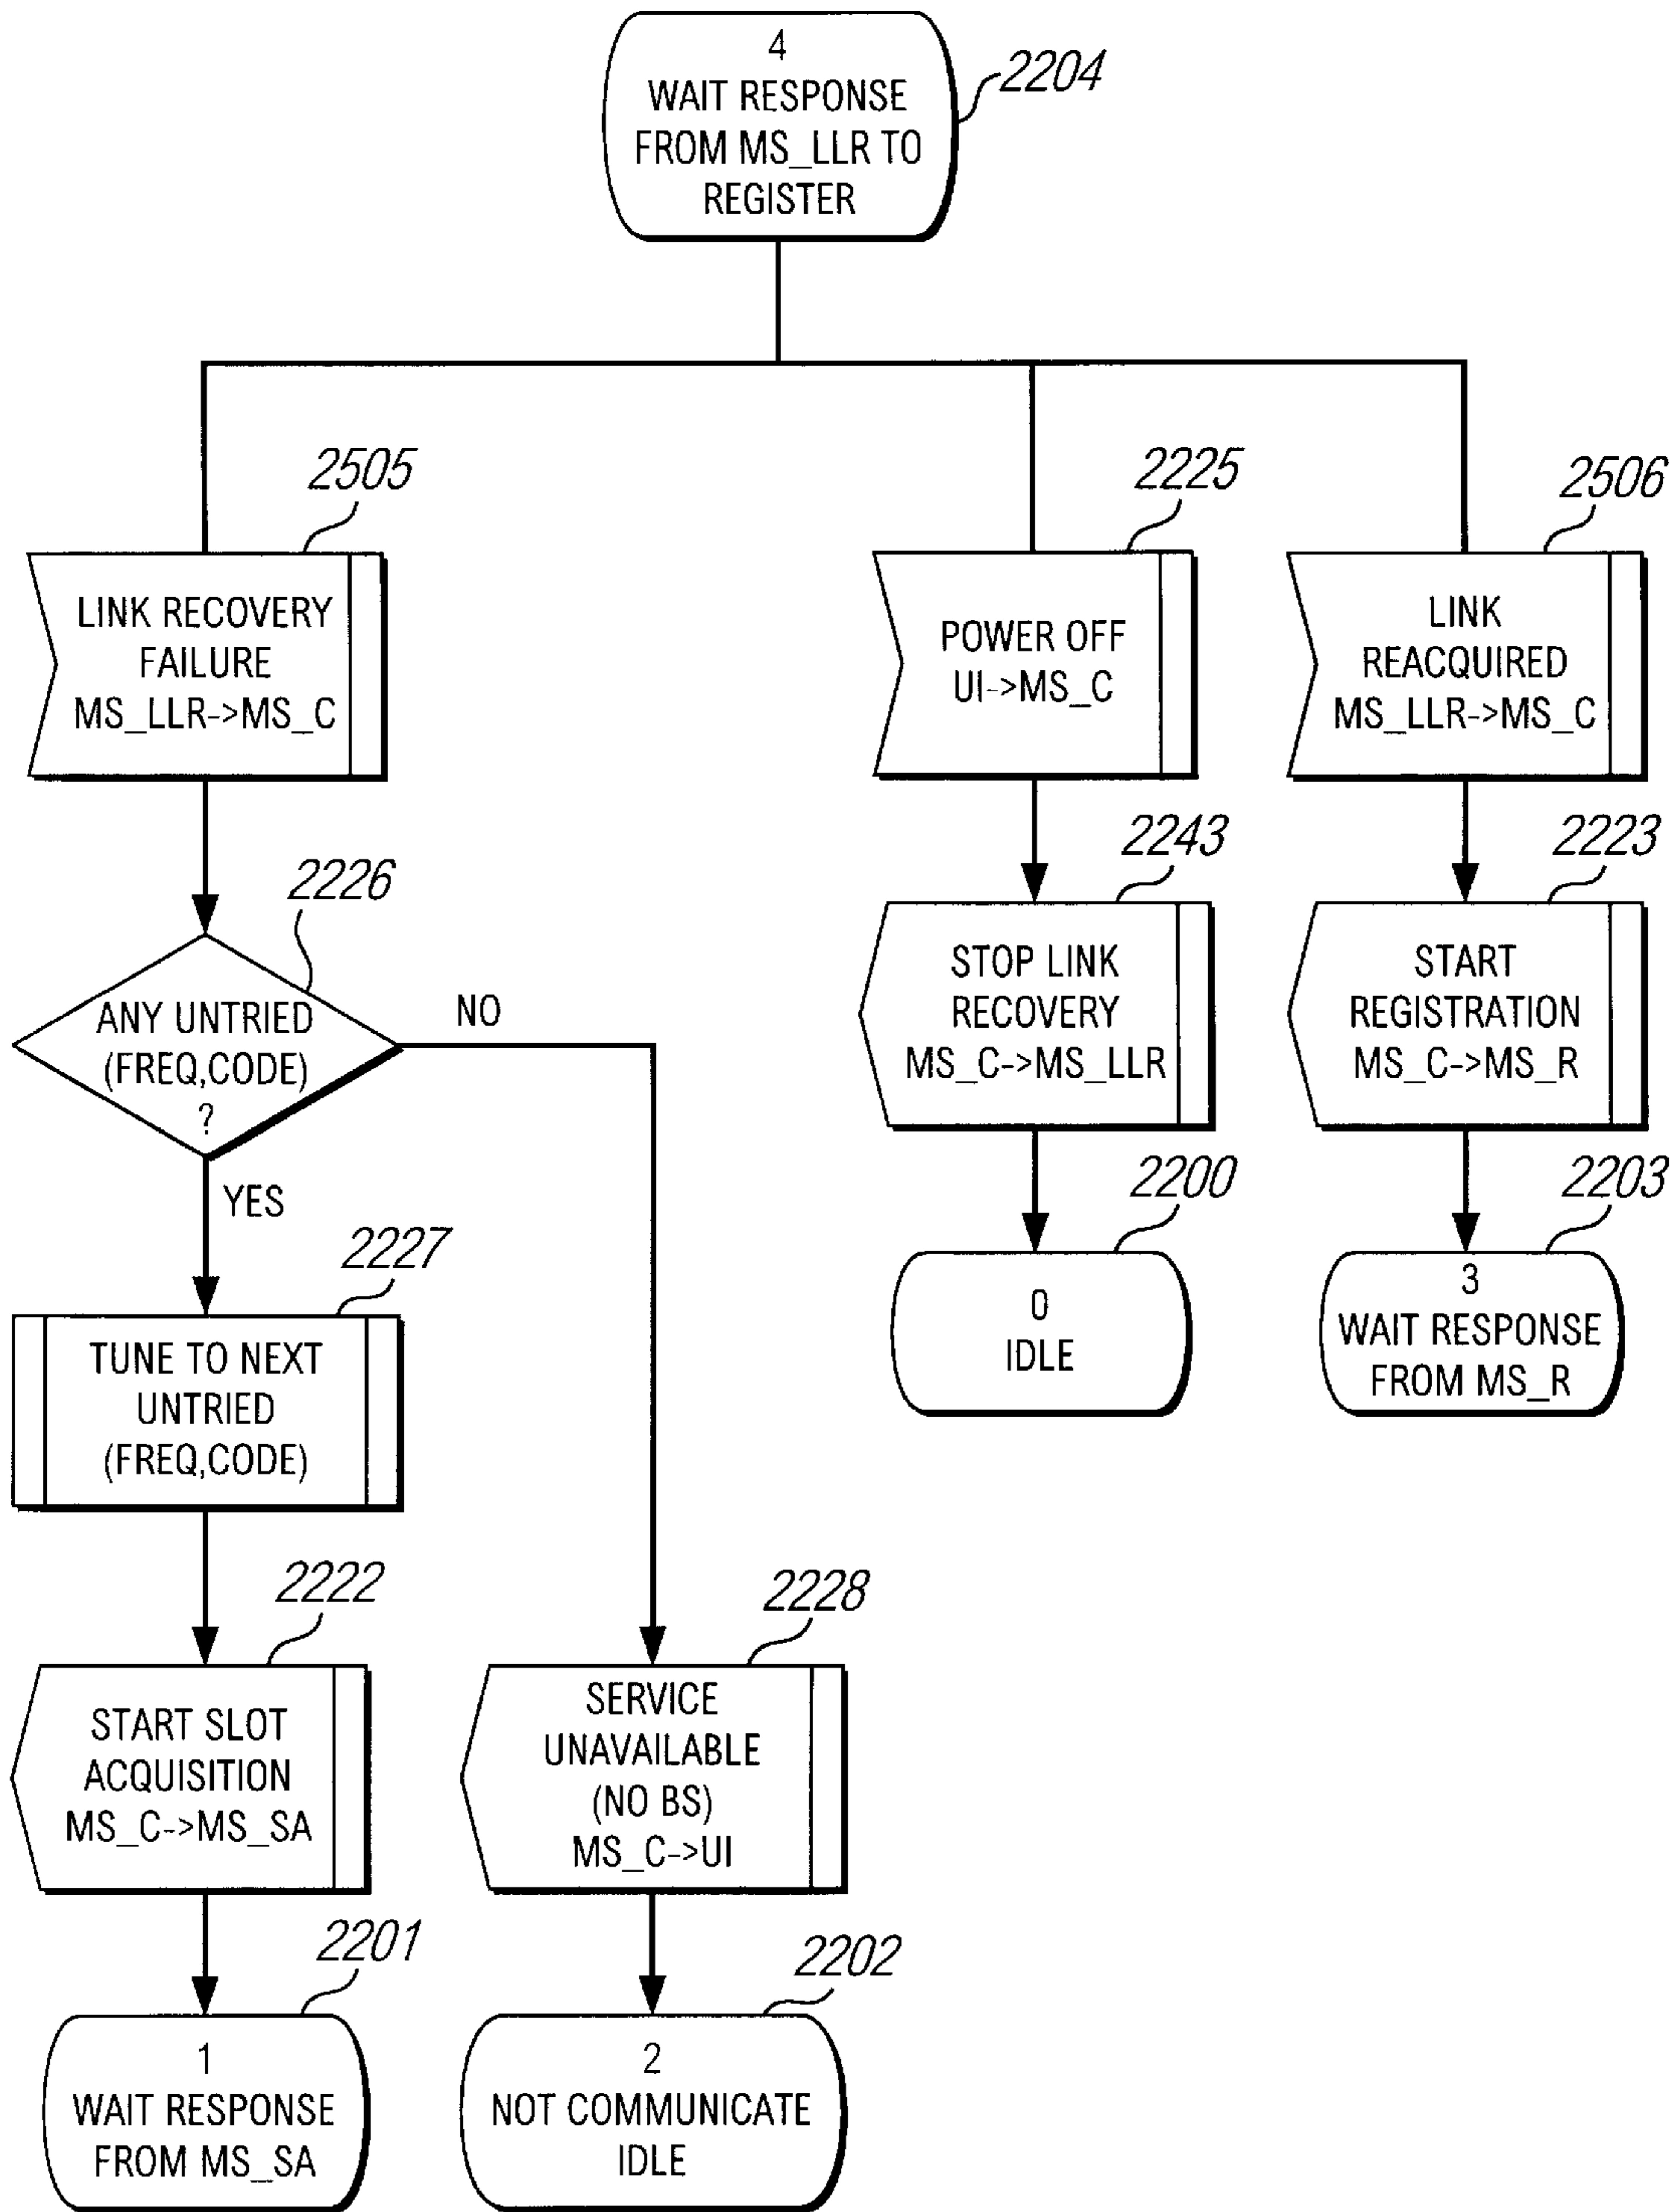 4
WAIT RESPONSE
FROM MS_LLR TO
REGISTER
2204
2505
LINK RECOVERY
FAILURE
MS_LLR->MS_C
2225
POWER OFF
UI->MS_C
2506
LINK
REACQUIRED
MS_LLR->MS_C
2226
ANY UNTRIED
(FREQ,CODE)
?
NO
YES
2243
STOP LINK
RECOVERY
MS_C->MS_LLR
2223
START
REGISTRATION
MS_C->MS_R
2200
0
IDLE
2203
3
WAIT RESPONSE
FROM MS_R
2227
TUNE TO NEXT
UNTRIED
(FREQ,CODE)
2222
START SLOT
ACQUISITION
MS_C->MS_SA
2228
SERVICE
UNAVAILABLE
(NO BS)
MS_C->UI
2201
1
WAIT RESPONSE
FROM MS_SA
2202
2
NOT COMMUNICATE
IDLE